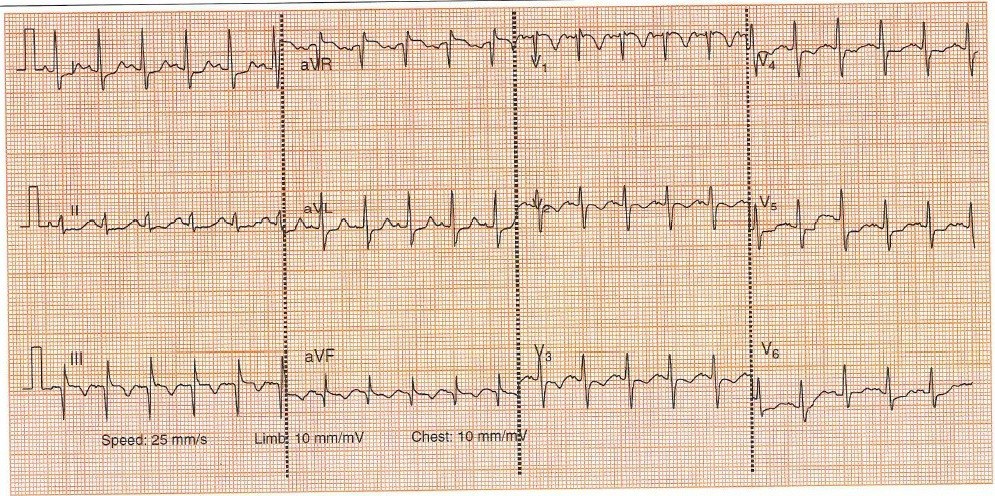 aVR
V1
V4
II
aVL
V5
III
aVF
V3
V6
Speed: 25 mm/s Limb: 10 mm/mV Chest: 10 mm/mV